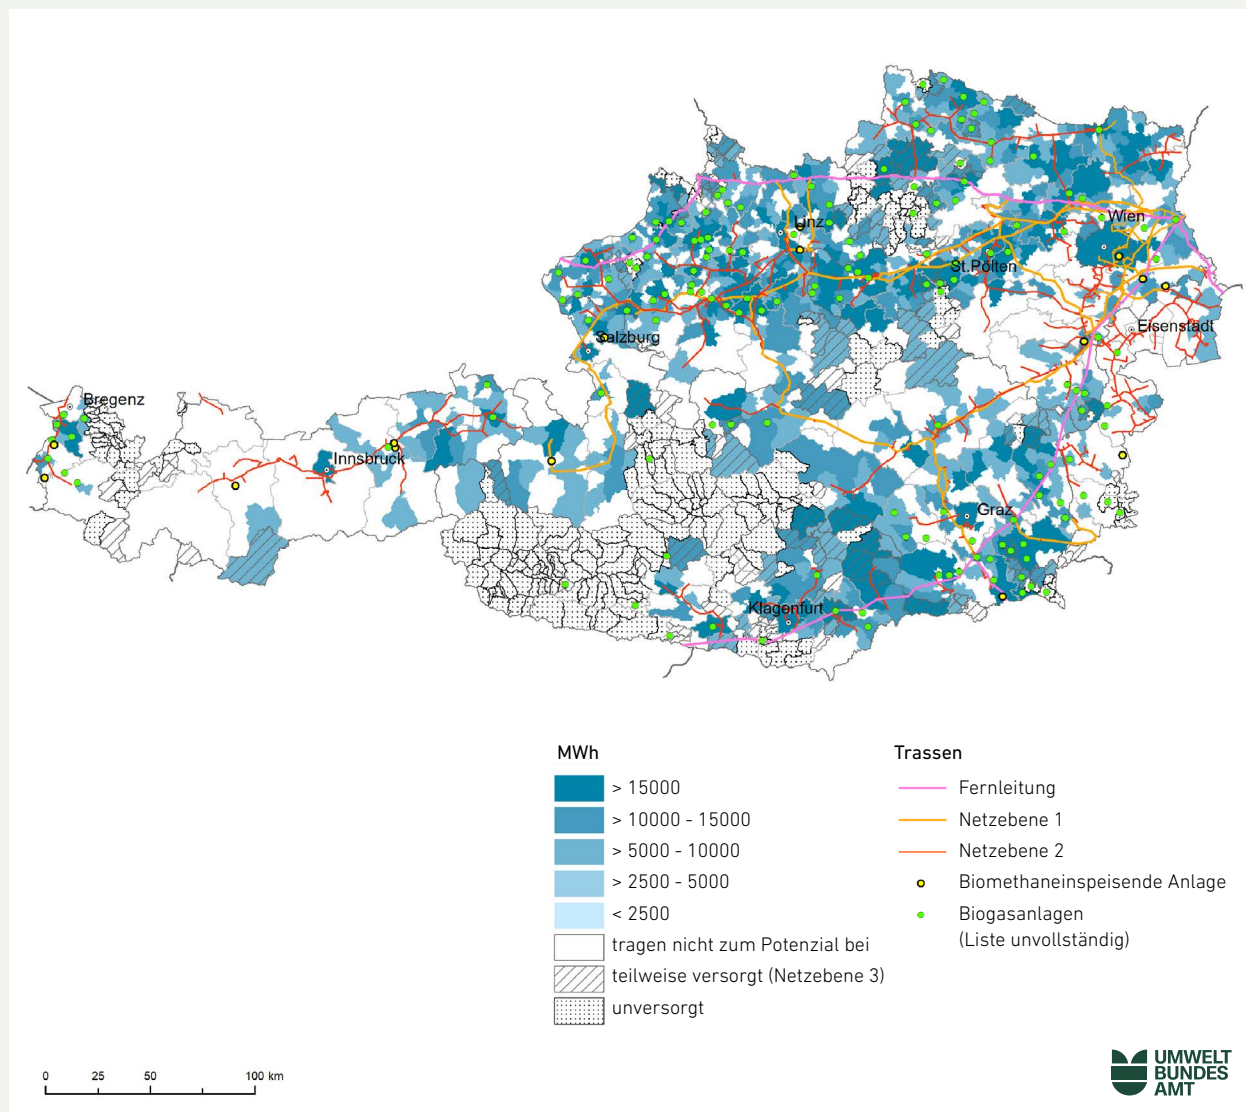 Linz
Wien
St.Pölten
Eisenstadt
Salzburg
Bregenz
Innsbruck
Graz
Klagenfurt
MWh
> 15000
> 10000 - 15000
> 5000 - 10000
> 2500 - 5000
< 2500
tragen nicht zum Potenzial bei
teilweise versorgt (Netzebene 3)
unversorgt
Trassen
Fernleitung
Netzebene 1
Netzebene 2
Biomethaneinspeisende Anlage
Biogasanlagen
(Liste unvollständig)
0 25 50 100 km
UMWELT
BUNDES
AMT